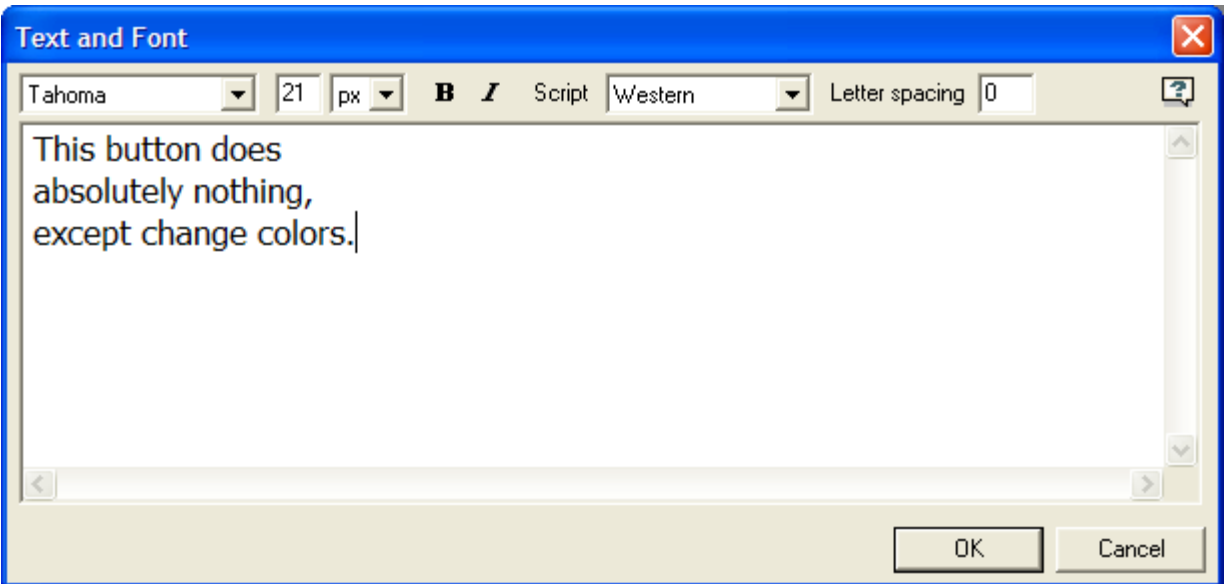 Text and Font
Tahoma 21 px B I Script Western Letter spacing 0
This button does
absolutely nothing,
except change colors.
OK Cancel